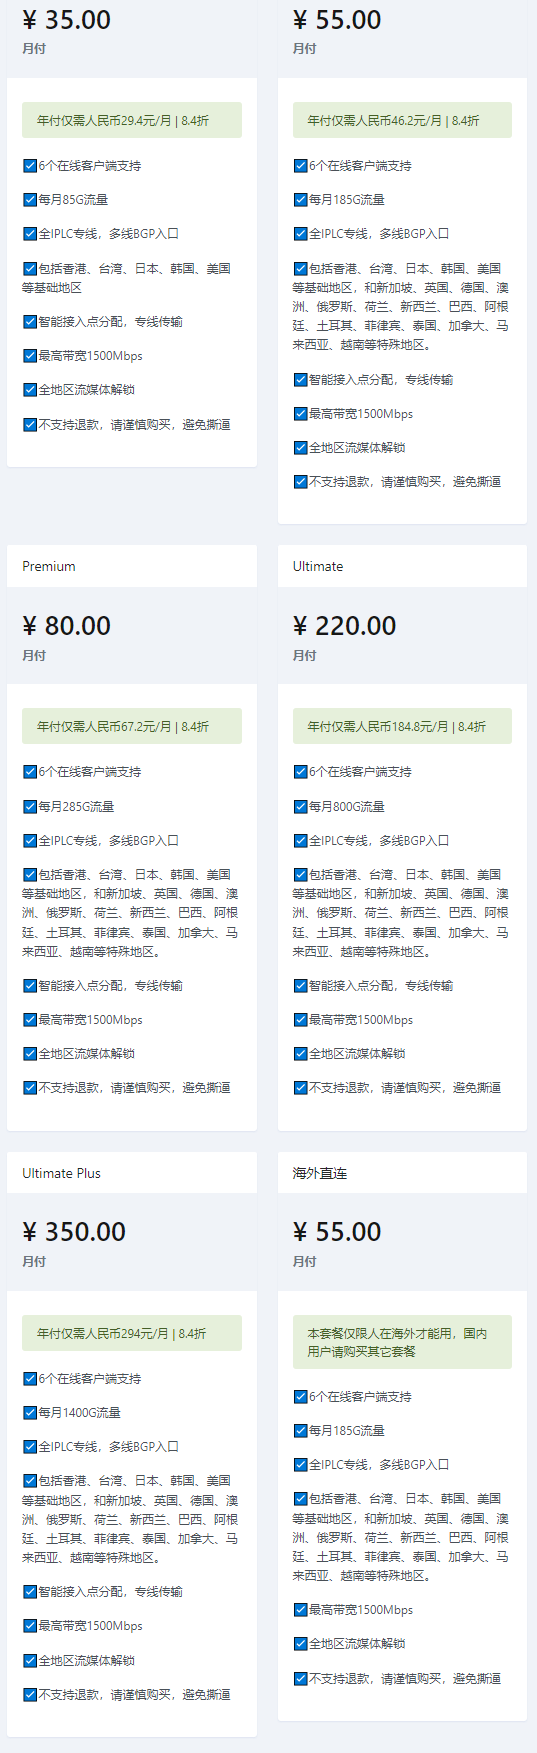 ¥ 35.00
月付
年付仅需人民币29.4元/月 | 8.4折
6个在线客户端支持
每月85G流量
全IPLC专线，多线BGP入口
包括香港、台湾、日本、韩国、美国
等基础地区
智能接入点分配，专线传输
最高带宽1500Mbps
全地区流媒体解锁
不支持退款，请谨慎购买，避免撕逼
¥ 55.00
月付
年付仅需人民币46.2元/月 | 8.4折
6个在线客户端支持
每月185G流量
全IPLC专线，多线BGP入口
包括香港、台湾、日本、韩国、美国
等基础地区，和新加坡、英国、德国、澳
洲、俄罗斯、荷兰、新西兰、巴西、阿根
廷、土耳其、菲律宾、泰国、加拿大、马
来西亚、越南等特殊地区。
智能接入点分配，专线传输
最高带宽1500Mbps
全地区流媒体解锁
不支持退款，请谨慎购买，避免撕逼
Premium
¥ 80.00
月付
年付仅需人民币67.2元/月 | 8.4折
6个在线客户端支持
每月285G流量
全IPLC专线，多线BGP入口
包括香港、台湾、日本、韩国、美国
等基础地区，和新加坡、英国、德国、澳
洲、俄罗斯、荷兰、新西兰、巴西、阿根
廷、土耳其、菲律宾、泰国、加拿大、马
来西亚、越南等特殊地区。
智能接入点分配，专线传输
最高带宽1500Mbps
全地区流媒体解锁
不支持退款，请谨慎购买，避免撕逼
Ultimate
¥ 220.00
月付
年付仅需人民币184.8元/月 | 8.4折
6个在线客户端支持
每月800G流量
全IPLC专线，多线BGP入口
包括香港、台湾、日本、韩国、美国
等基础地区，和新加坡、英国、德国、澳
洲、俄罗斯、荷兰、新西兰、巴西、阿根
廷、土耳其、菲律宾、泰国、加拿大、马
来西亚、越南等特殊地区。
智能接入点分配，专线传输
最高带宽1500Mbps
全地区流媒体解锁
不支持退款，请谨慎购买，避免撕逼
Ultimate Plus
¥ 350.00
月付
年付仅需人民币294元/月 | 8.4折
6个在线客户端支持
每月1400G流量
全IPLC专线，多线BGP入口
包括香港、台湾、日本、韩国、美国
等基础地区，和新加坡、英国、德国、澳
洲、俄罗斯、荷兰、新西兰、巴西、阿根
廷、土耳其、菲律宾、泰国、加拿大、马
来西亚、越南等特殊地区。
智能接入点分配，专线传输
最高带宽1500Mbps
全地区流媒体解锁
不支持退款，请谨慎购买，避免撕逼
海外直连
¥ 55.00
月付
本套餐仅限人在海外才能用，国内
用户请购买其它套餐
6个在线客户端支持
每月185G流量
全IPLC专线，多线BGP入口
包括香港、台湾、日本、韩国、美国
等基础地区，和新加坡、英国、德国、澳
洲、俄罗斯、荷兰、新西兰、巴西、阿根
廷、土耳其、菲律宾、泰国、加拿大、马
来西亚、越南等特殊地区。
最高带宽1500Mbps
全地区流媒体解锁
不支持退款，请谨慎购买，避免撕逼